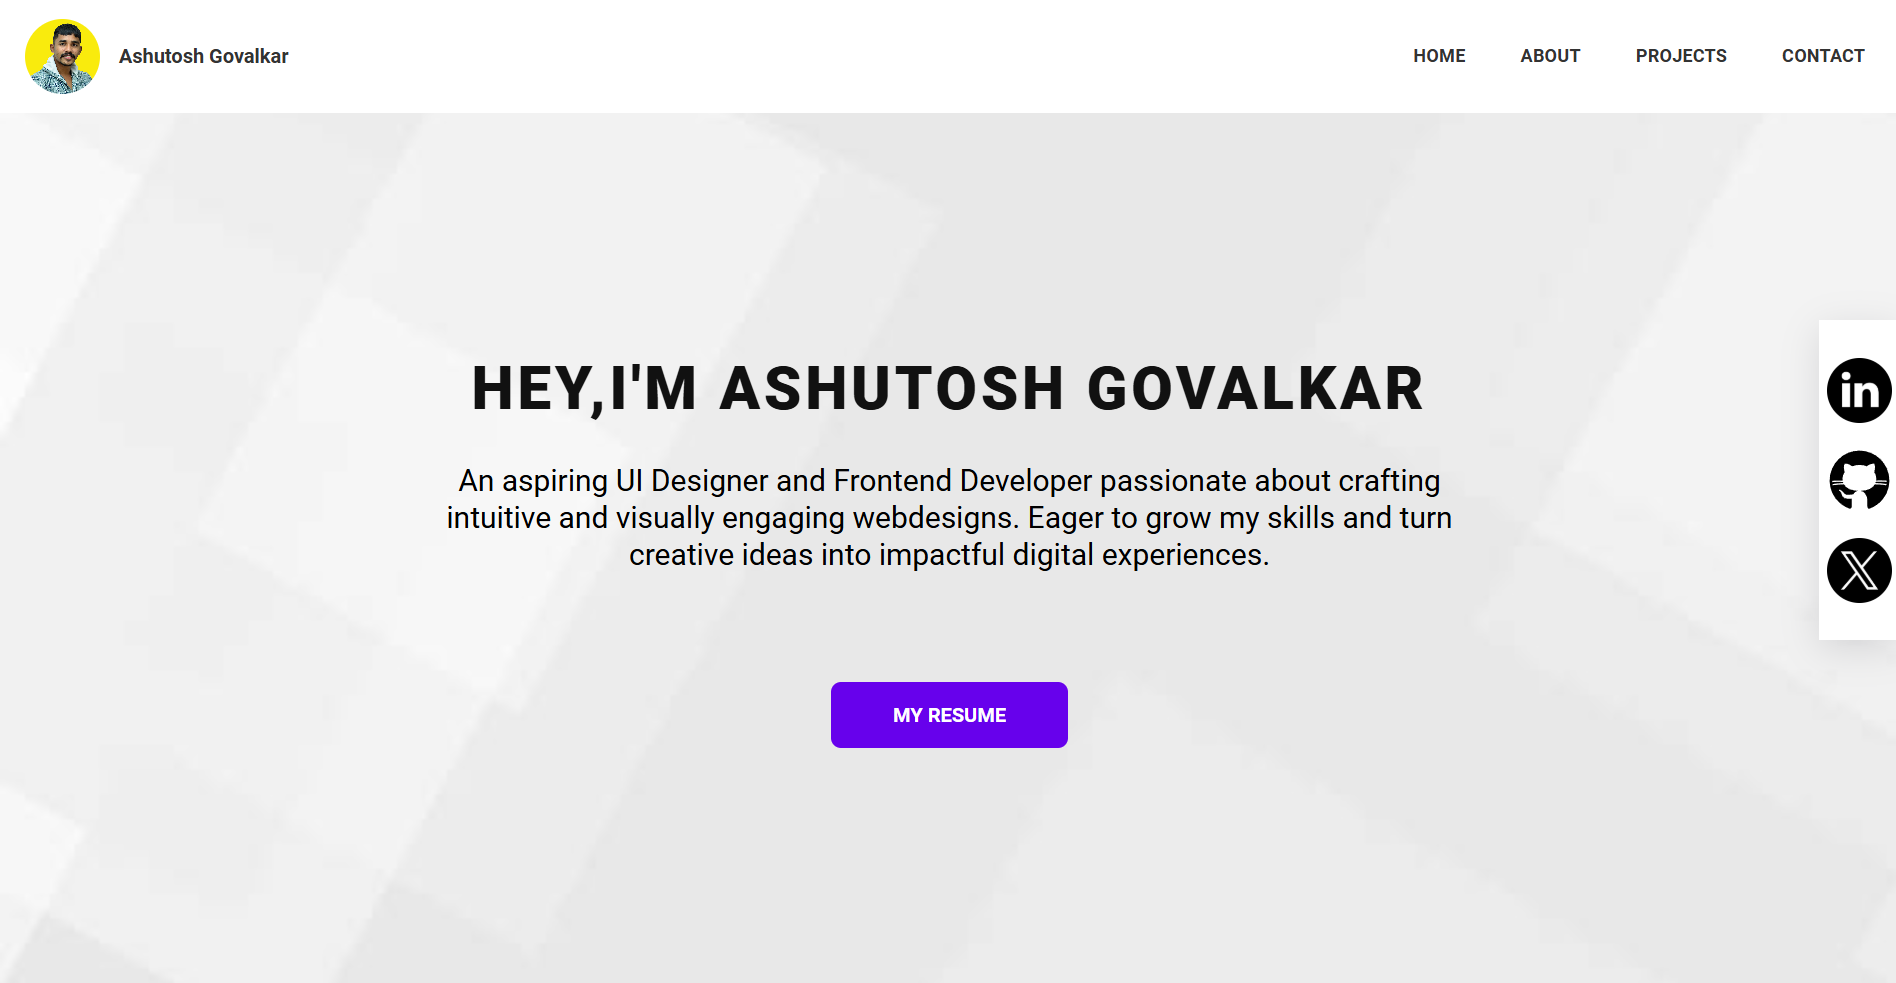 Ashutosh Govalkar
HOME ABOUT PROJECTS CONTACT
HEY,I'M ASHUTOSH GOVALKAR
An aspiring UI Designer and Frontend Developer passionate about crafting
intuitive and visually engaging webdesigns. Eager to grow my skills and turn
creative ideas into impactful digital experiences.
in
X
MY RESUME